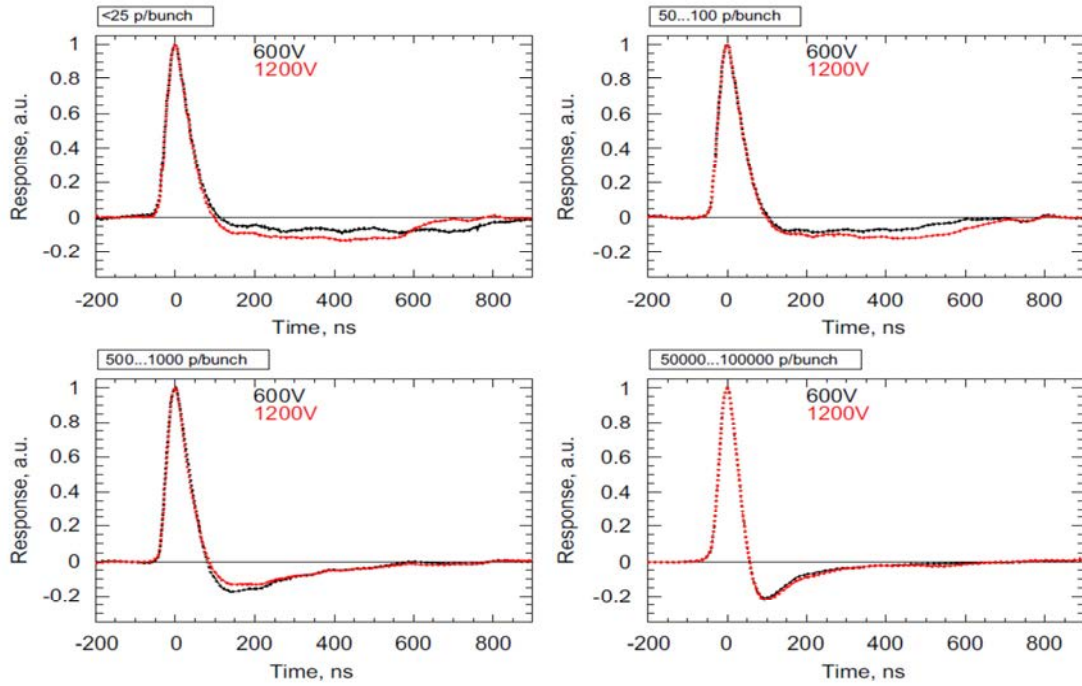 <25 p/bunch
600V
1200V
1
0.8
0.6
0.4
0.2
0
-0.2
Response, a.u.
-200 0 200 400 600 800
Time, ns
50...100 p/bunch
600V
1200V
1
0.8
0.6
0.4
0.2
0
-0.2
Response, a.u.
-200 0 200 400 600 800
Time, ns
500...1000 p/bunch
600V
1200V
1
0.8
0.6
0.4
0.2
0
-0.2
Response, a.u.
-200 0 200 400 600 800
Time, ns
50000...100000 p/bunch
600V
1200V
1
0.8
0.6
0.4
0.2
0
-0.2
Response, a.u.
-200 0 200 400 600 800
Time, ns